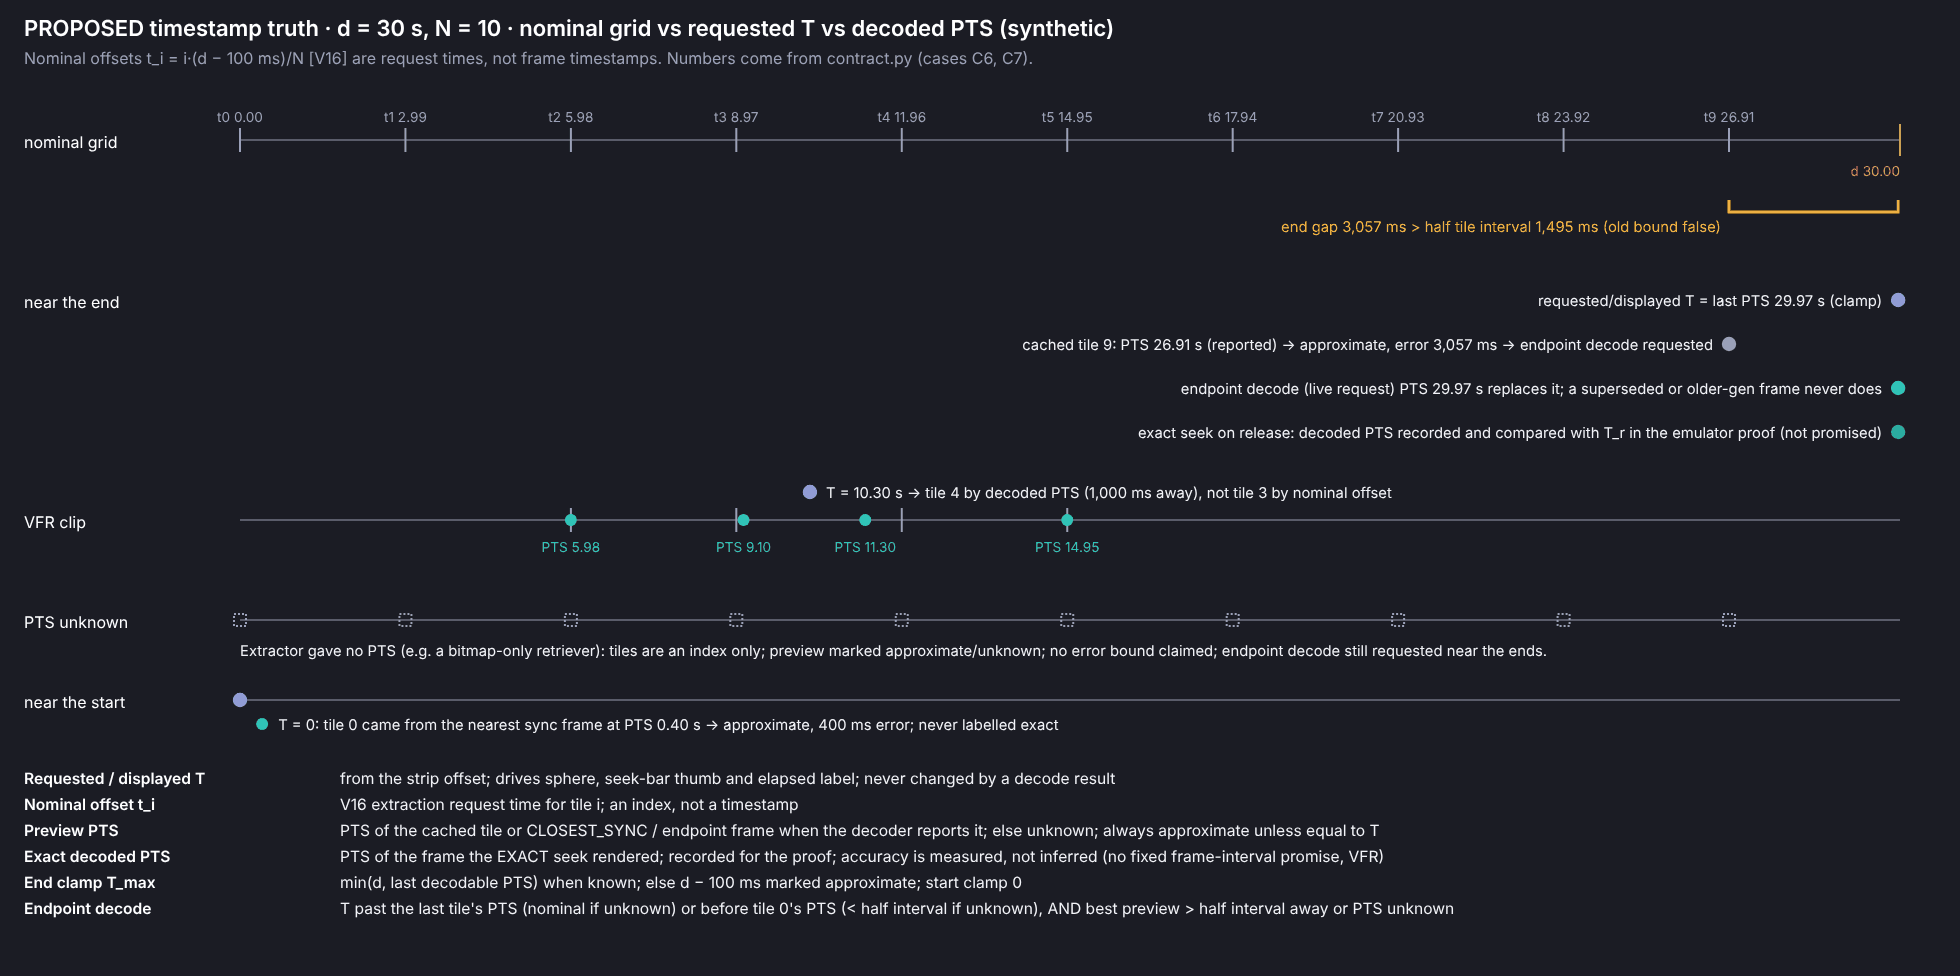 PROPOSED timestamp truth · d = 30 s, N = 10 · nominal grid vs requested T vs decoded PTS (synthetic)
Nominal offsets t_i = i·(d − 100 ms)/N [V16] are request times, not frame timestamps. Numbers come from contract.py (cases C6, C7).
t0 0.00 t1 2.99 t2 5.98 t3 8.97 t4 11.96 t5 14.95 t6 17.94 t7 20.93 t8 23.92 t9 26.91
nominal grid
d 30.00
end gap 3,057 ms > half tile interval 1,495 ms (old bound false)
near the end
requested/displayed T = last PTS 29.97 s (clamp)
cached tile 9: PTS 26.91 s (reported) → approximate, error 3,057 ms → endpoint decode requested
endpoint decode (live request) PTS 29.97 s replaces it; a superseded or older-gen frame never does
exact seek on release: decoded PTS recorded and compared with T_r in the emulator proof (not promised)
T = 10.30 s → tile 4 by decoded PTS (1,000 ms away), not tile 3 by nominal offset
VFR clip
PTS 5.98 PTS 9.10 PTS 11.30 PTS 14.95
PTS unknown
Extractor gave no PTS (e.g. a bitmap-only retriever): tiles are an index only; preview marked approximate/unknown; no error bound claimed; endpoint decode still requested near the ends.
near the start
T = 0: tile 0 came from the nearest sync frame at PTS 0.40 s → approximate, 400 ms error; never labelled exact
Requested / displayed T from the strip offset; drives sphere, seek-bar thumb and elapsed label; never changed by a decode result
Nominal offset t_i V16 extraction request time for tile i; an index, not a timestamp
Preview PTS PTS of the cached tile or CLOSEST_SYNC / endpoint frame when the decoder reports it; else unknown; always approximate unless equal to T
Exact decoded PTS PTS of the frame the EXACT seek rendered; recorded for the proof; accuracy is measured, not inferred (no fixed frame-interval promise, VFR)
End clamp T_max min(d, last decodable PTS) when known; else d − 100 ms marked approximate; start clamp 0
Endpoint decode T past the last tile's PTS (nominal if unknown) or before tile 0's PTS (< half interval if unknown), AND best preview > half interval away or PTS unknown